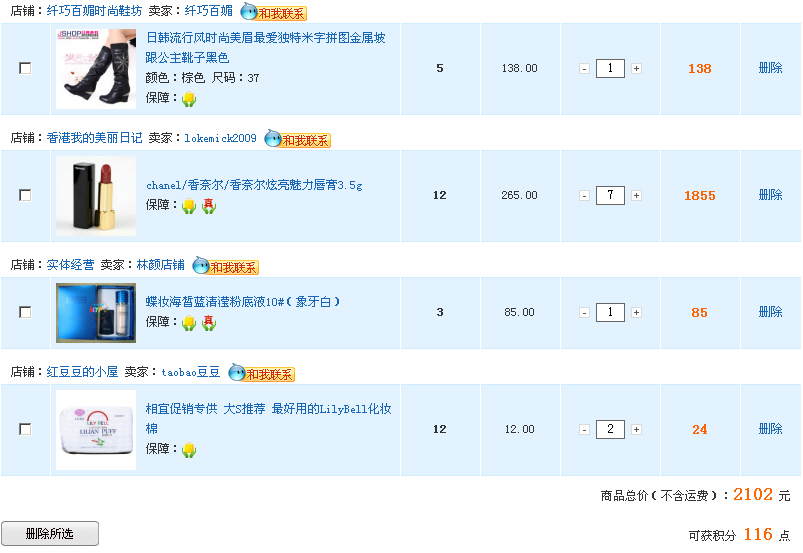 店铺：纤巧百媚时尚鞋坊 卖家：纤巧百媚 和我联系
JSHOP
日韩流行风时尚美眉最爱独特米字拼图金属坡
跟公主靴子黑色
颜色：棕色 尺码：37
保障：
5 138.00 - 1 + 138 删除
店铺：香港我的美丽日记 卖家：lokemick2009 和我联系
chanel/香奈尔/香奈尔炫亮魅力唇膏3.5g
保障： 真
12 265.00 - 7 + 1855 删除
店铺：实体经营 卖家：林颜店铺 和我联系
蝶妆海皙蓝清滢粉底液10#（象牙白）
保障： 真
3 85.00 - 1 + 85 删除
店铺：红豆豆的小屋 卖家：taobao豆豆 和我联系
LILY BELL
LILIAN PUFF
相宜促销专供 大S推荐 最好用的LilyBell化妆
棉
保障：
12 12.00 - 2 + 24 删除
商品总价（不含运费）：2102 元
删除所选 可获积分 116 点